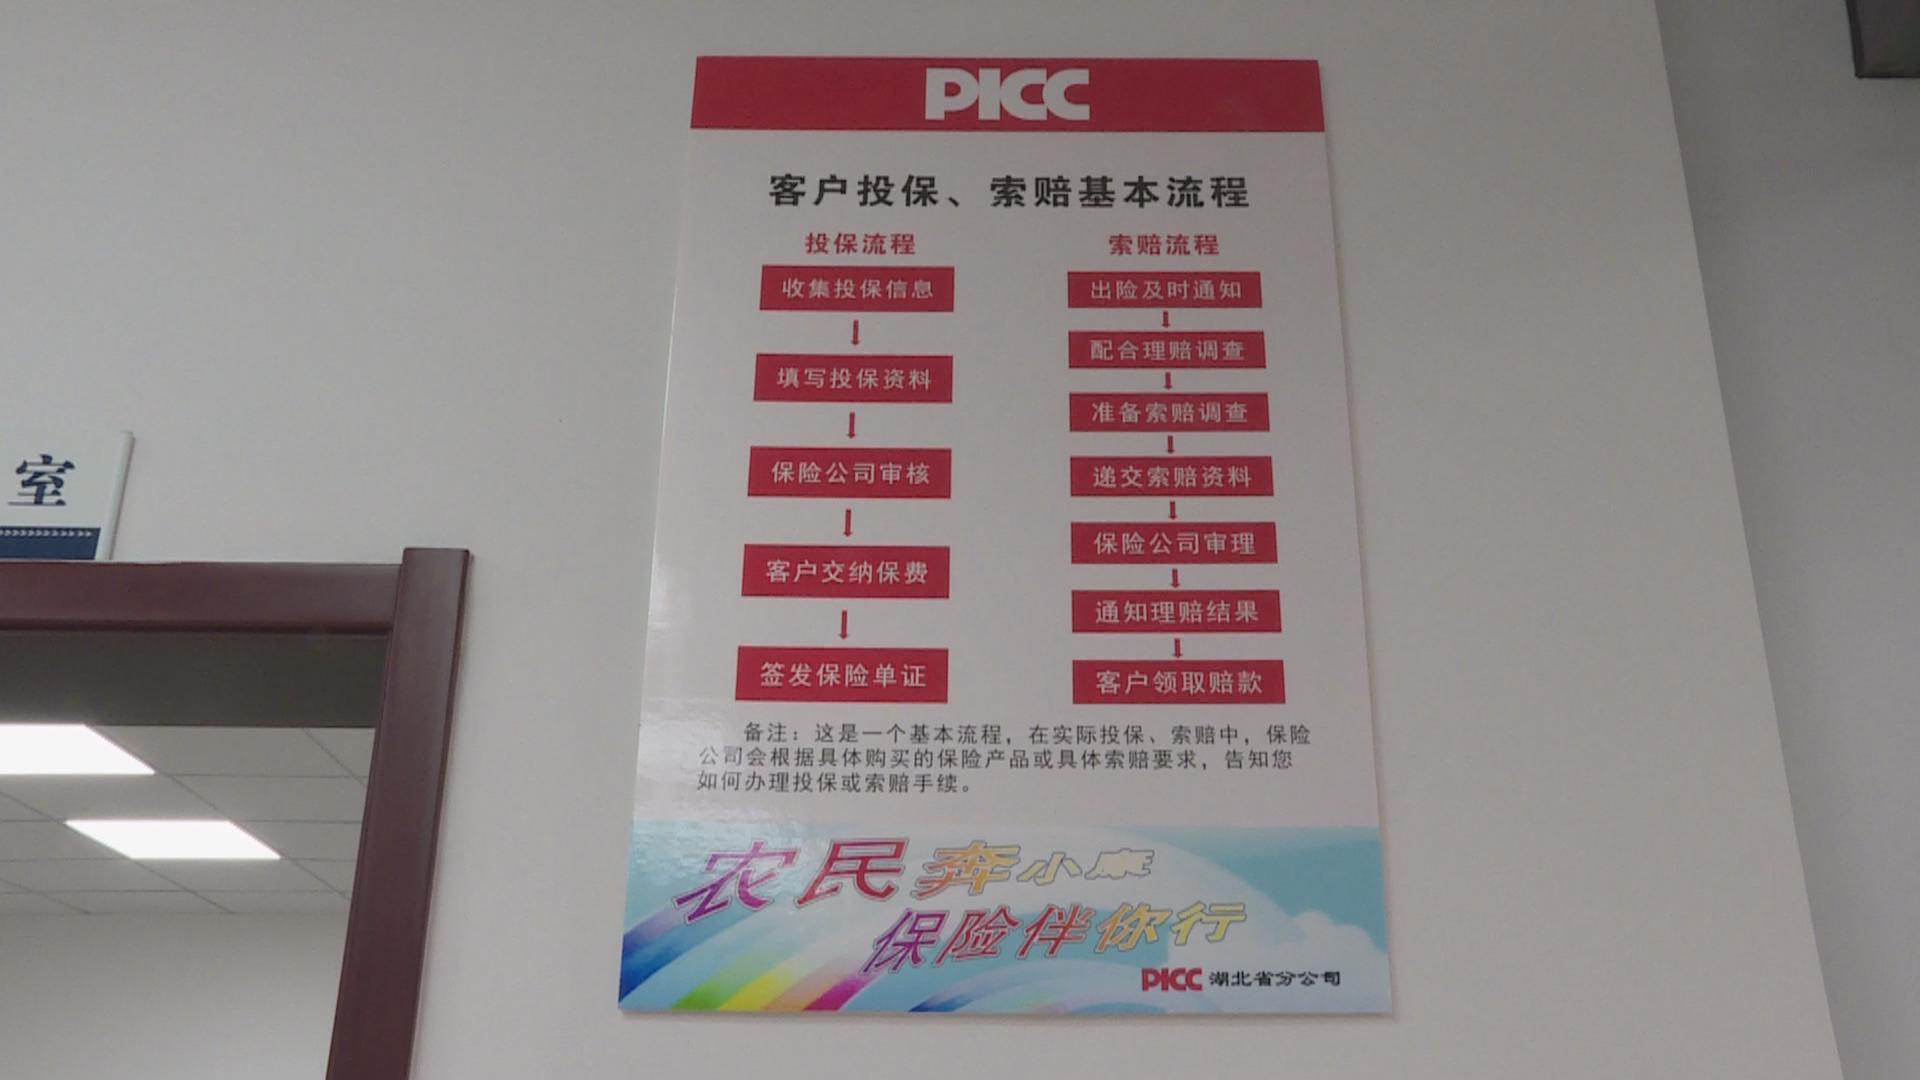 PICC
客户投保、索赔基本流程
投保流程
收集投保信息
填写投保资料
保险公司审核
客户交纳保费
签发保险单证
索赔流程
出险及时通知
配合理赔调查
准备索赔调查
递交索赔资料
保险公司审理
通知理赔结果
客户领取赔款
备注：这是一个基本流程，在实际投保、索赔中，保险
公司会根据具体购买的保险产品或具体索赔要求，告知您
如何办理投保或索赔手续。
农民奔小康
保险伴你行
PICC 湖北省分公司
室